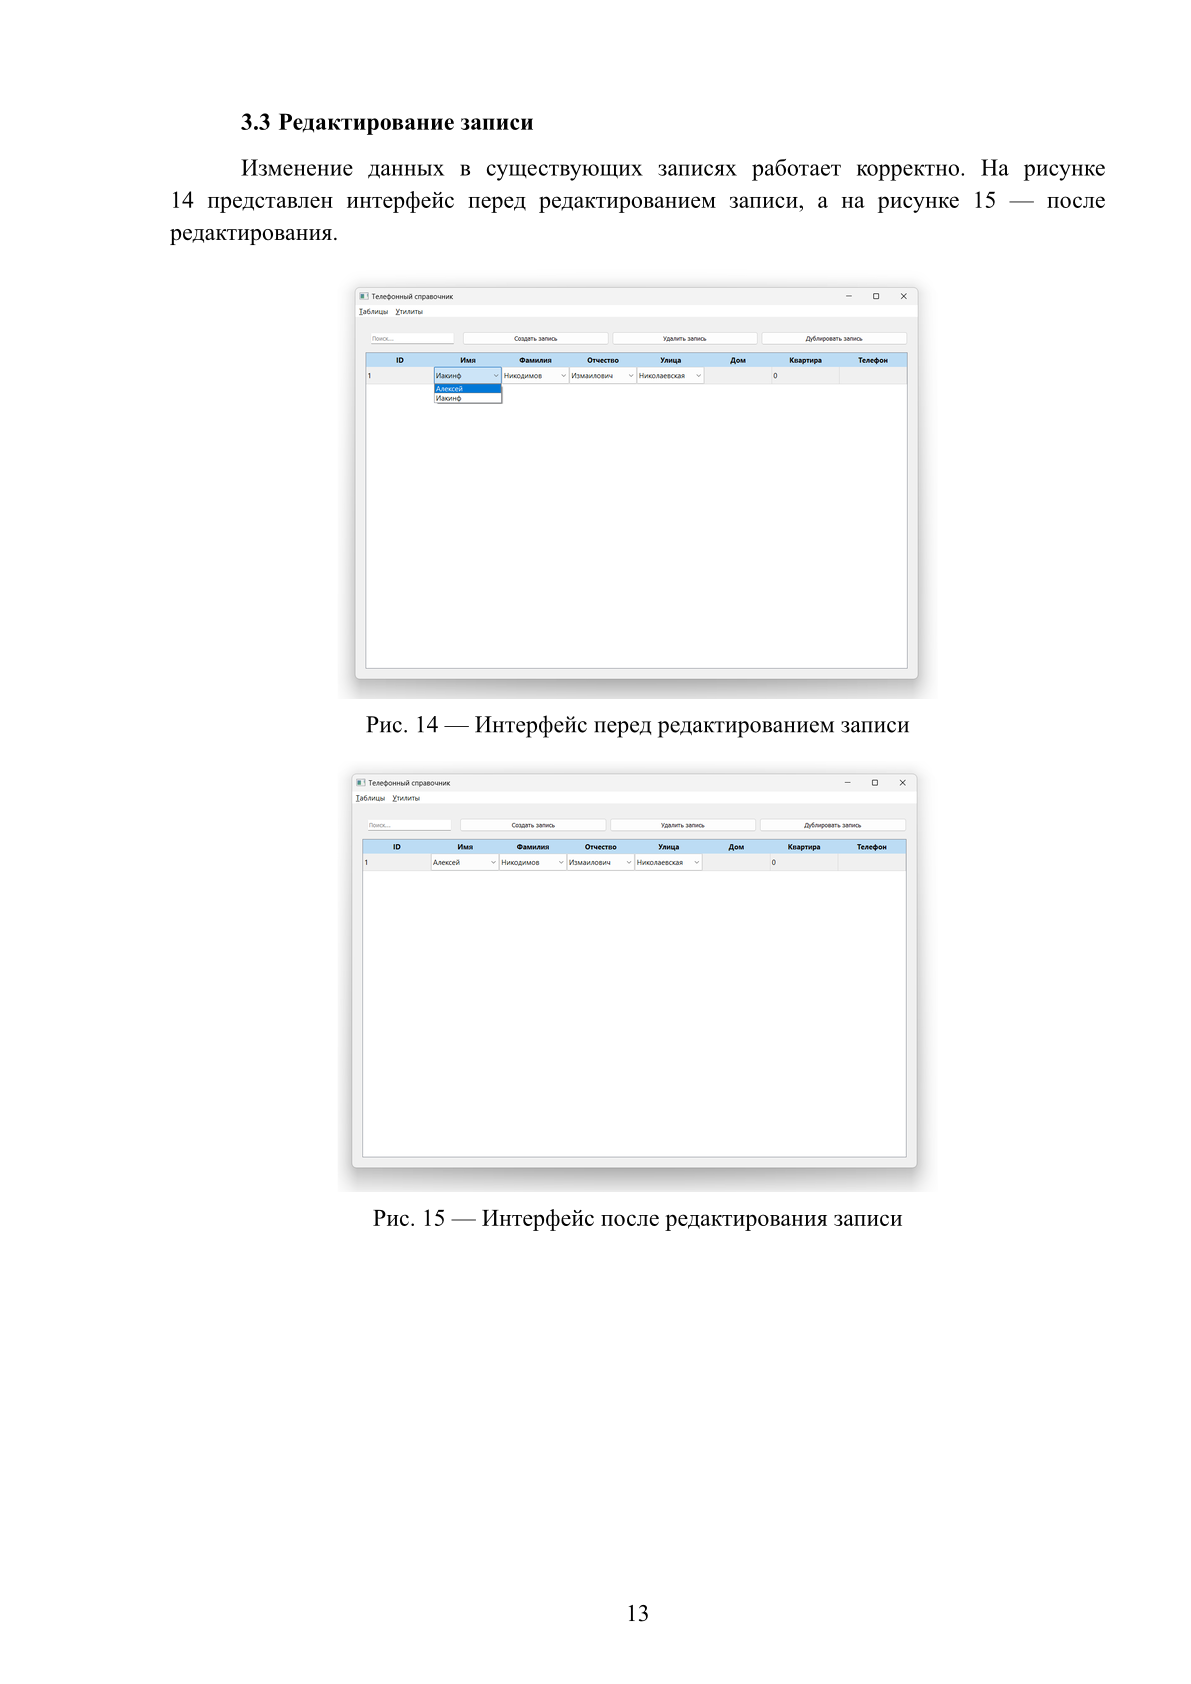 3.3 Редактирование записи
Изменение данных в существующих записях работает корректно. На рисунке
14 представлен интерфейс перед редактированием записи, а на рисунке 15 — после
редактирования.
Телефонный справочник
Таблицы Утилиты
Поиск... Создать запись Удалить запись Дублировать запись
ID Имя Фамилия Отчество Улица Дом Квартира Телефон
1 Иакинф Никодимов Измаилович Николаевская 0
Алексей
Иакинф
Рис. 14 — Интерфейс перед редактированием записи
Телефонный справочник
Таблицы Утилиты
Поиск... Создать запись Удалить запись Дублировать запись
ID Имя Фамилия Отчество Улица Дом Квартира Телефон
1 Алексей Никодимов Измаилович Николаевская 0
Рис. 15 — Интерфейс после редактирования записи
13